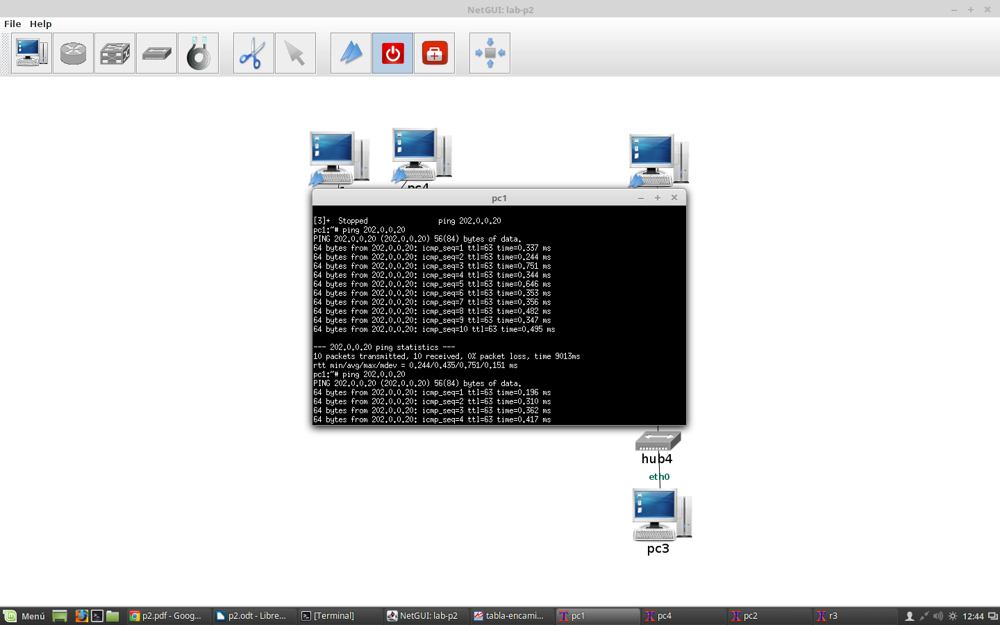 NetGUI: lab-p2
File Help
pc4
pc1
[3]+  Stopped                 ping 202.0.0.20
pc1:~# ping 202.0.0.20
PING 202.0.0.20 (202.0.0.20) 56(84) bytes of data.
64 bytes from 202.0.0.20: icmp_seq=1 ttl=63 time=0.337 ms
64 bytes from 202.0.0.20: icmp_seq=2 ttl=63 time=0.244 ms
64 bytes from 202.0.0.20: icmp_seq=3 ttl=63 time=0.751 ms
64 bytes from 202.0.0.20: icmp_seq=4 ttl=63 time=0.344 ms
64 bytes from 202.0.0.20: icmp_seq=5 ttl=63 time=0.646 ms
64 bytes from 202.0.0.20: icmp_seq=6 ttl=63 time=0.353 ms
64 bytes from 202.0.0.20: icmp_seq=7 ttl=63 time=0.356 ms
64 bytes from 202.0.0.20: icmp_seq=8 ttl=63 time=0.482 ms
64 bytes from 202.0.0.20: icmp_seq=9 ttl=63 time=0.347 ms
64 bytes from 202.0.0.20: icmp_seq=10 ttl=63 time=0.495 ms
--- 202.0.0.20 ping statistics ---
10 packets transmitted, 10 received, 0% packet loss, time 9013ms
rtt min/avg/max/mdev = 0.244/0.435/0.751/0.151 ms
pc1:~# ping 202.0.0.20
PING 202.0.0.20 (202.0.0.20) 56(84) bytes of data.
64 bytes from 202.0.0.20: icmp_seq=1 ttl=63 time=0.196 ms
64 bytes from 202.0.0.20: icmp_seq=2 ttl=63 time=0.310 ms
64 bytes from 202.0.0.20: icmp_seq=3 ttl=63 time=0.362 ms
64 bytes from 202.0.0.20: icmp_seq=4 ttl=63 time=0.417 ms
hub4
eth0
pc3
Menú p2.pdf - Goog... p2.odt - Libre... [Terminal] NetGUI: lab-p2 tabla-encami... pc1 pc4 pc2 r3 12:44